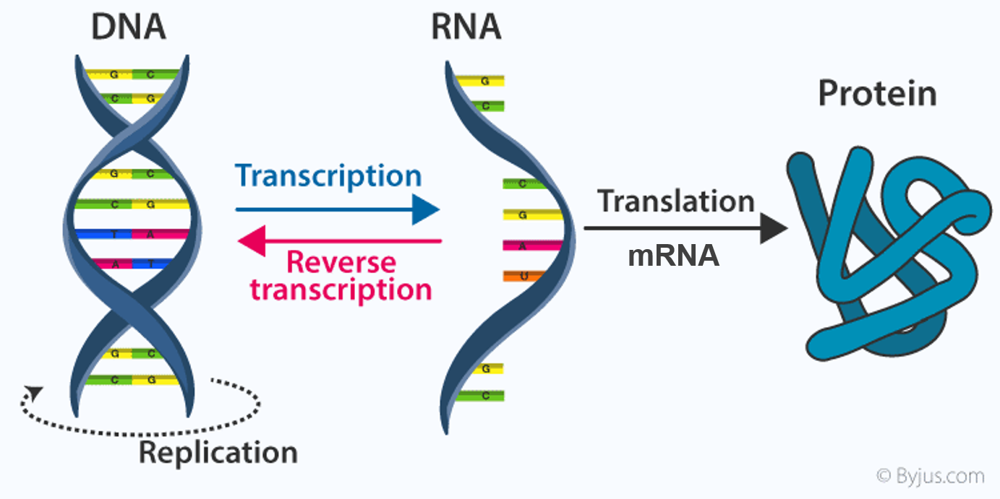 DNA
RNA
Protein
G C
C G
G C
C G
T A
A T
G C
C G
Transcription
Reverse
transcription
G
C
C
G
A
U
G
C
Translation
mRNA
Replication
© Byjus.com